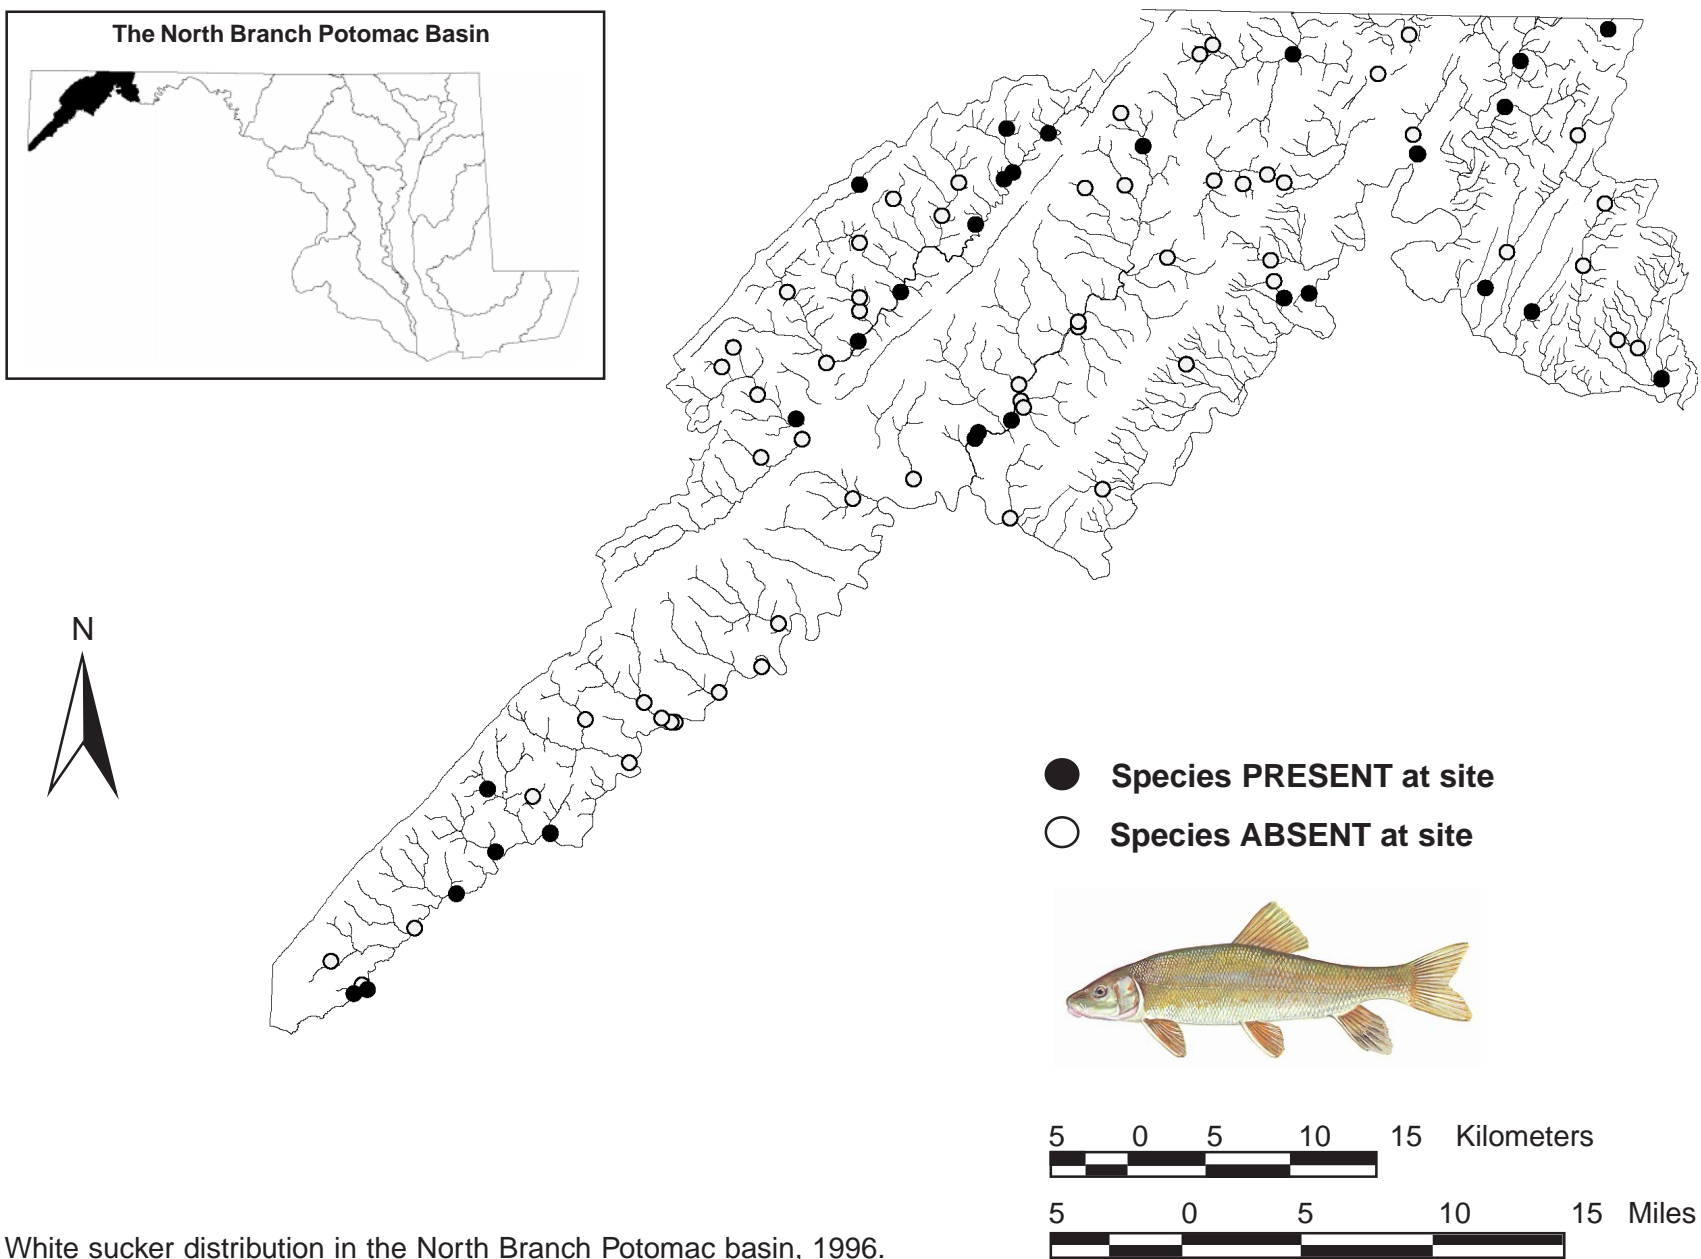 The North Branch Potomac Basin
N
Species PRESENT at site
Species ABSENT at site
5 0 5 10 15 Kilometers
5 0 5 10 15 Miles
White sucker distribution in the North Branch Potomac basin, 1996.